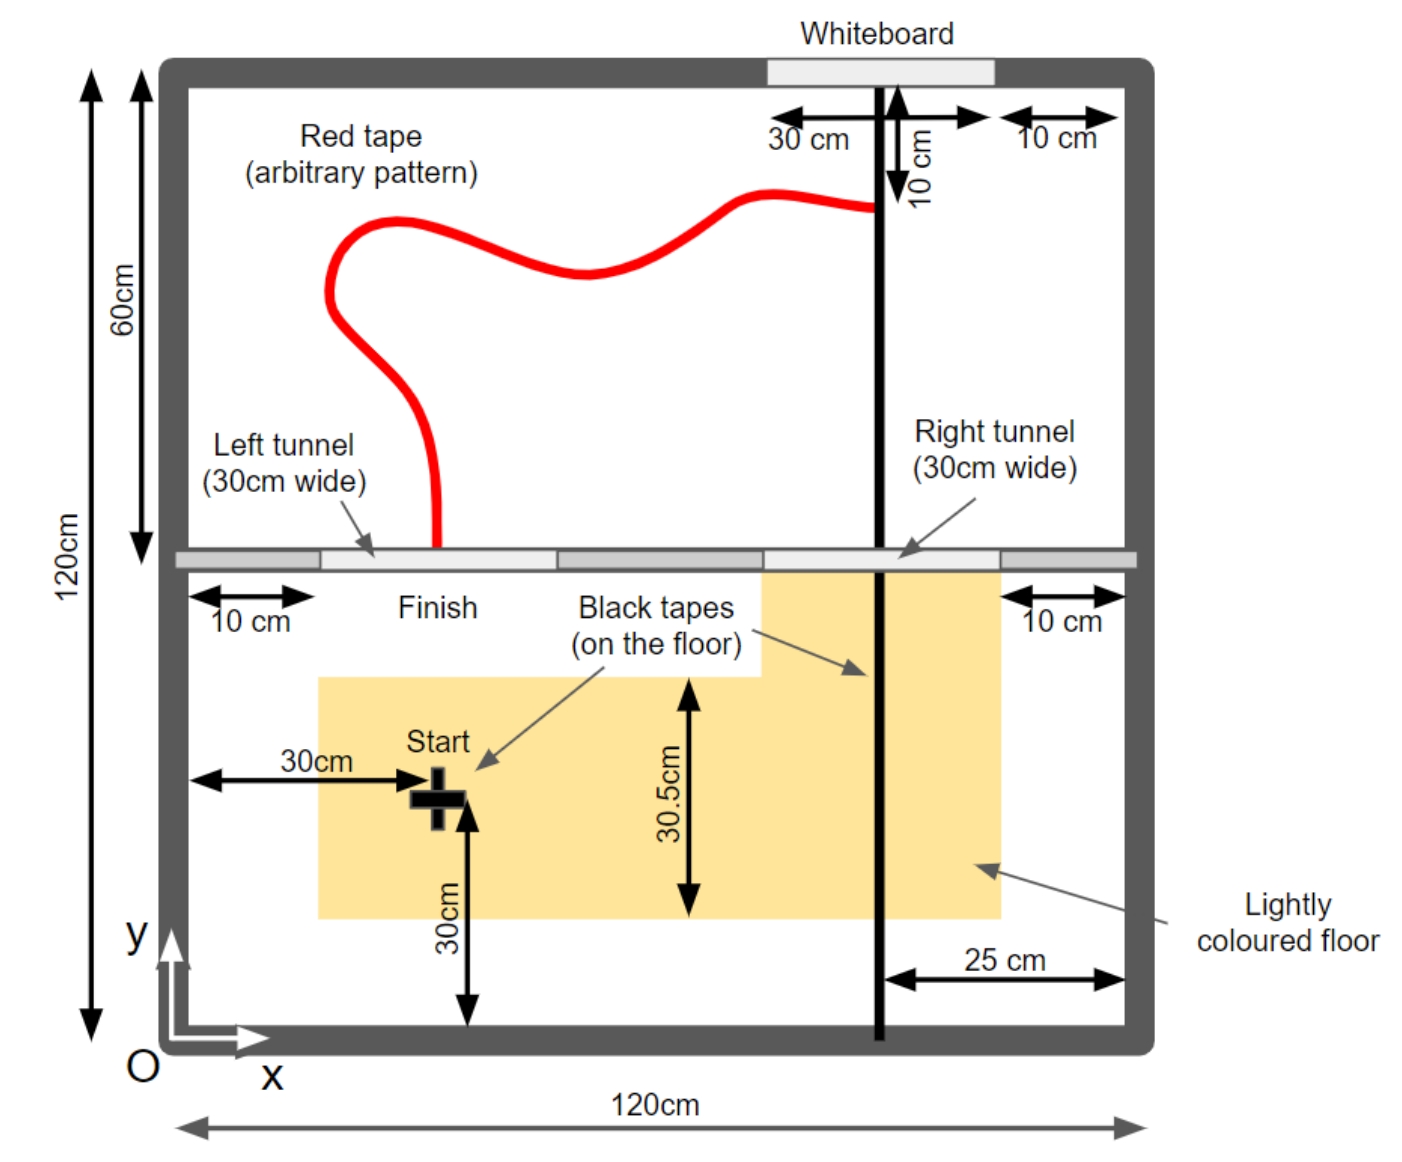 Whiteboard
30 cm
10 cm
10 cm
Red tape
(arbitrary pattern)
60cm
Left tunnel
(30cm wide)
Right tunnel
(30cm wide)
120cm
10 cm
Finish
Black tapes
(on the floor)
10 cm
Start
30cm
30.5cm
30cm
Lightly
coloured floor
25 cm
y
O
x
120cm